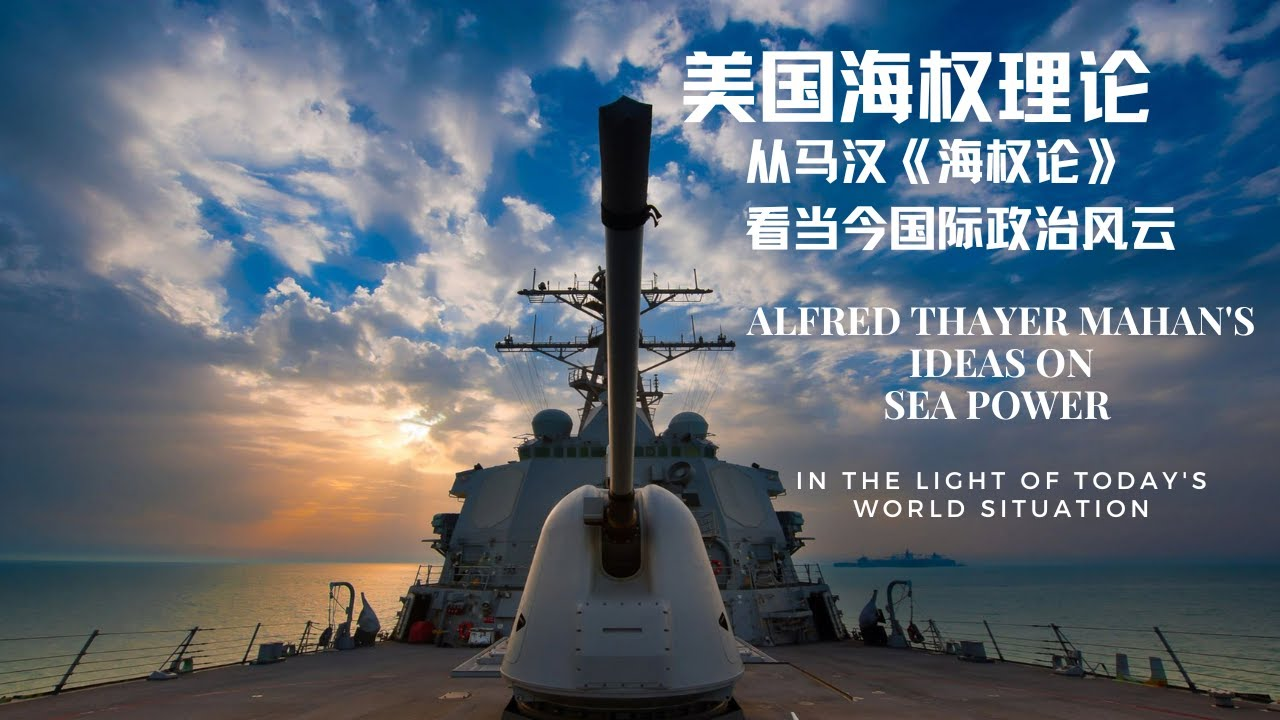 美国海权理论
从马汉《海权论》
看当今国际政治风云
ALFRED THAYER MAHAN'S
IDEAS ON
SEA POWER
IN THE LIGHT OF TODAY'S
WORLD SITUATION